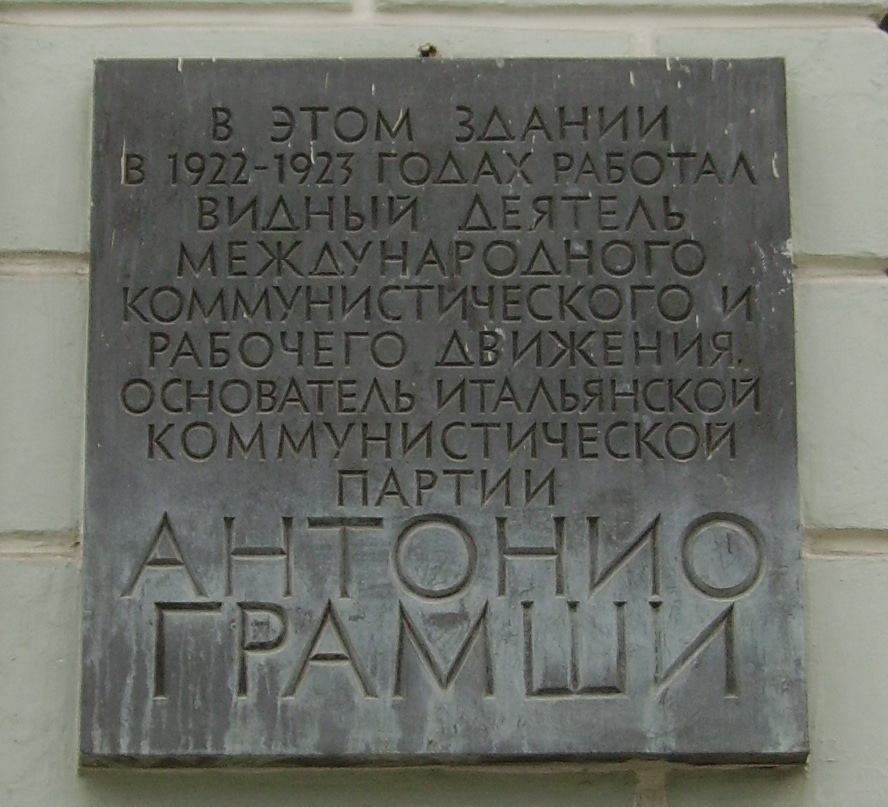 В ЭТОМ ЗДАНИИ
В 1922-1923 ГОДАХ РАБОТАЛ
ВИДНЫЙ ДЕЯТЕЛЬ
МЕЖДУНАРОДНОГО
КОММУНИСТИЧЕСКОГО И
РАБОЧЕГО ДВИЖЕНИЯ.
ОСНОВАТЕЛЬ ИТАЛЬЯНСКОЙ
КОММУНИСТИЧЕСКОЙ
ПАРТИИ
АНТОНИО
ГРАМШИ